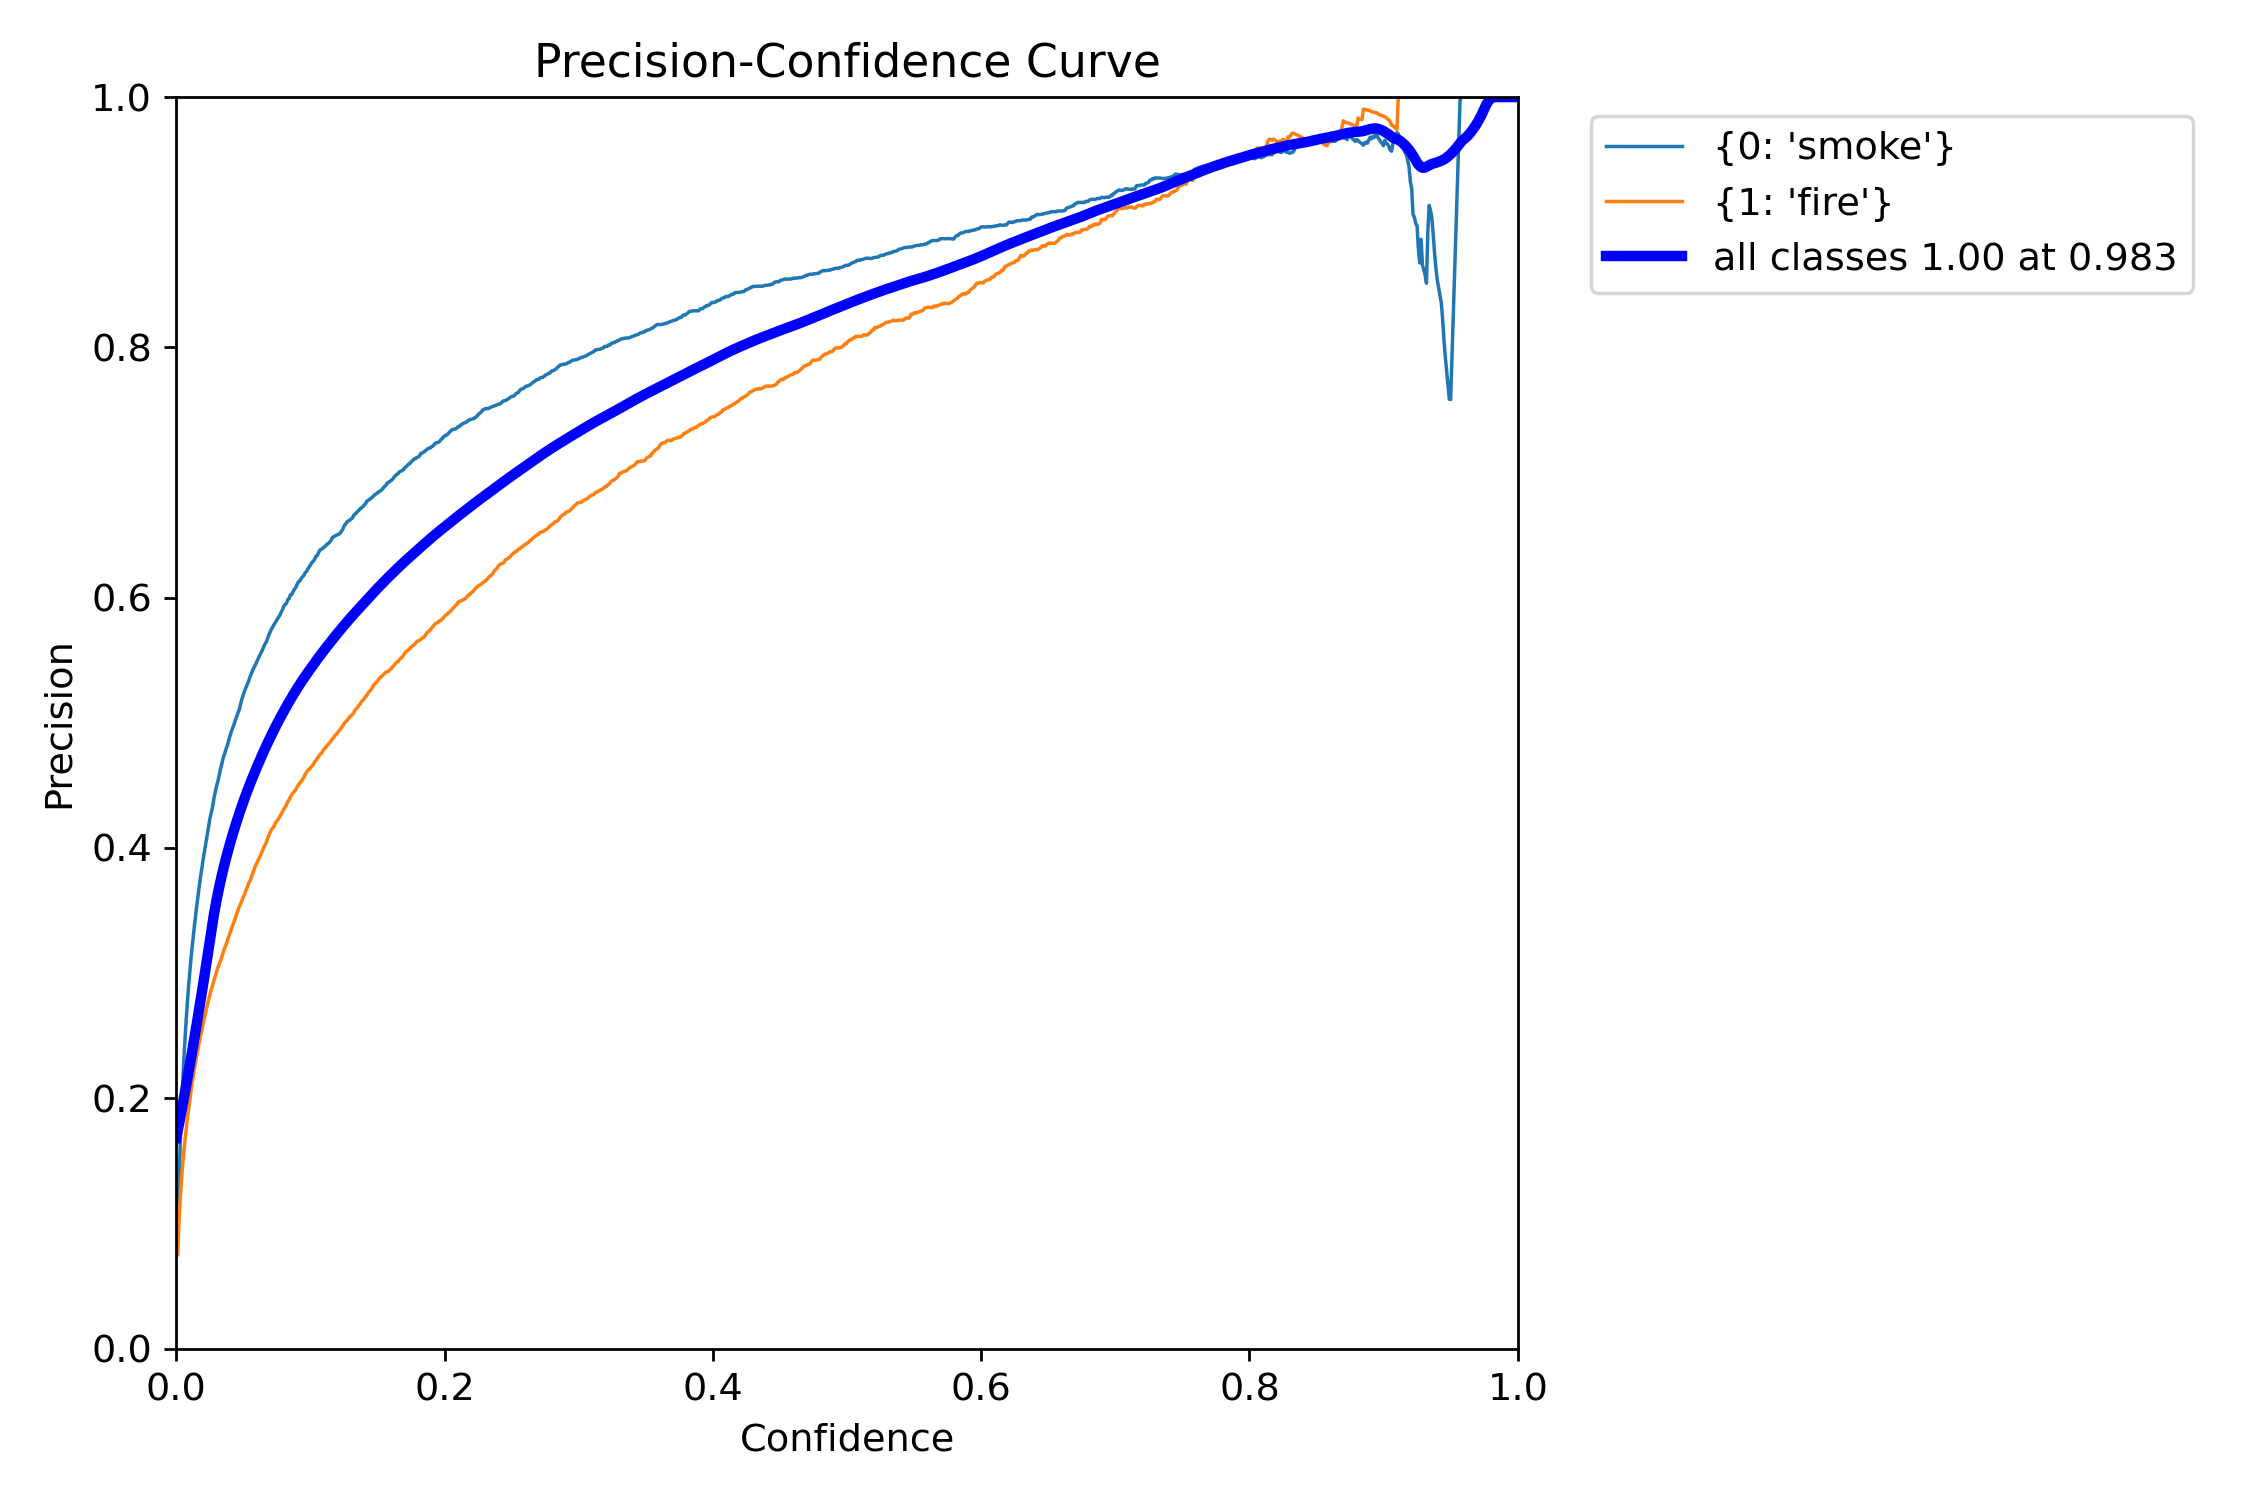 Precision-Confidence Curve
1.0
0.8
0.6
0.4
0.2
0.0
Precision
0.0 0.2 0.4 0.6 0.8 1.0
Confidence
{0: 'smoke'}
{1: 'fire'}
all classes 1.00 at 0.983